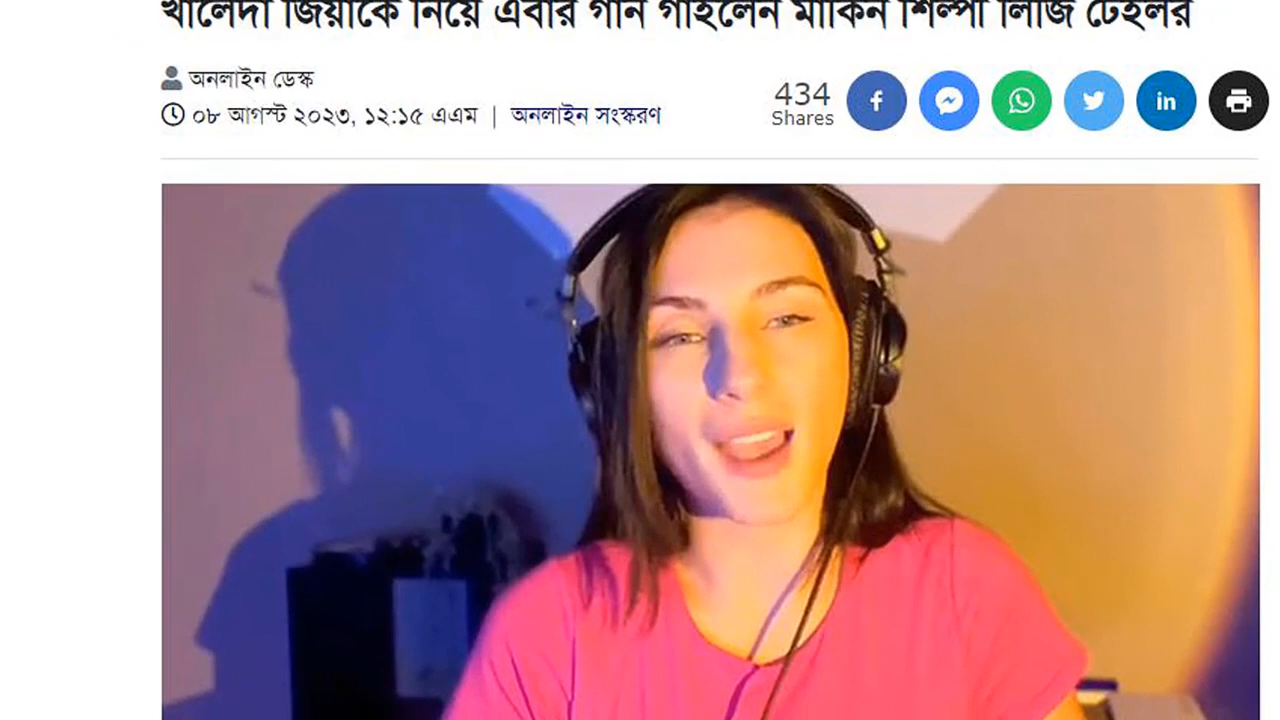 খালেদা জিয়াকে নিয়ে এবার গান গাইলেন মার্কিন শিল্পী লিজি টেইলর
অনলাইন ডেস্ক
০৮ আগস্ট ২০২৩, ১২:১৫ এএম | অনলাইন সংস্করণ
434
Shares